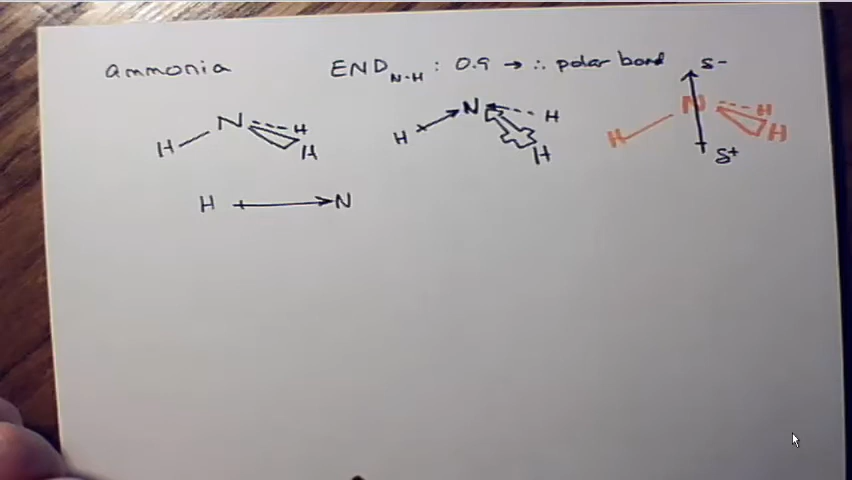 ammonia
END N-H : 0.9 → ∴ polar bond
N H H H
N H H H
δ- N H H H δ+
H N